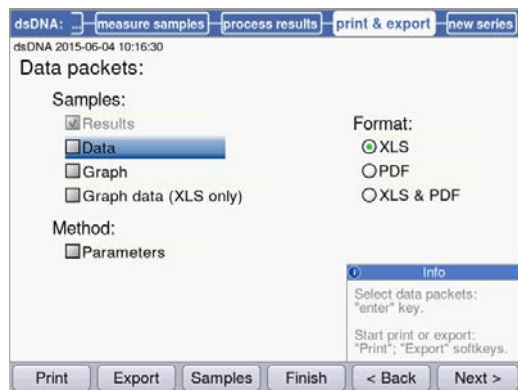 dsDNA: ... measure samples process results print & export new series
dsDNA 2015-06-04 10:16:30
Data packets:
Samples:
Results
Data
Graph
Graph data (XLS only)
Method:
Parameters
Format:
XLS
PDF
XLS & PDF
Info
Select data packets:
"enter" key.
Start print or export:
"Print"; "Export" softkeys.
Print Export Samples Finish < Back Next >